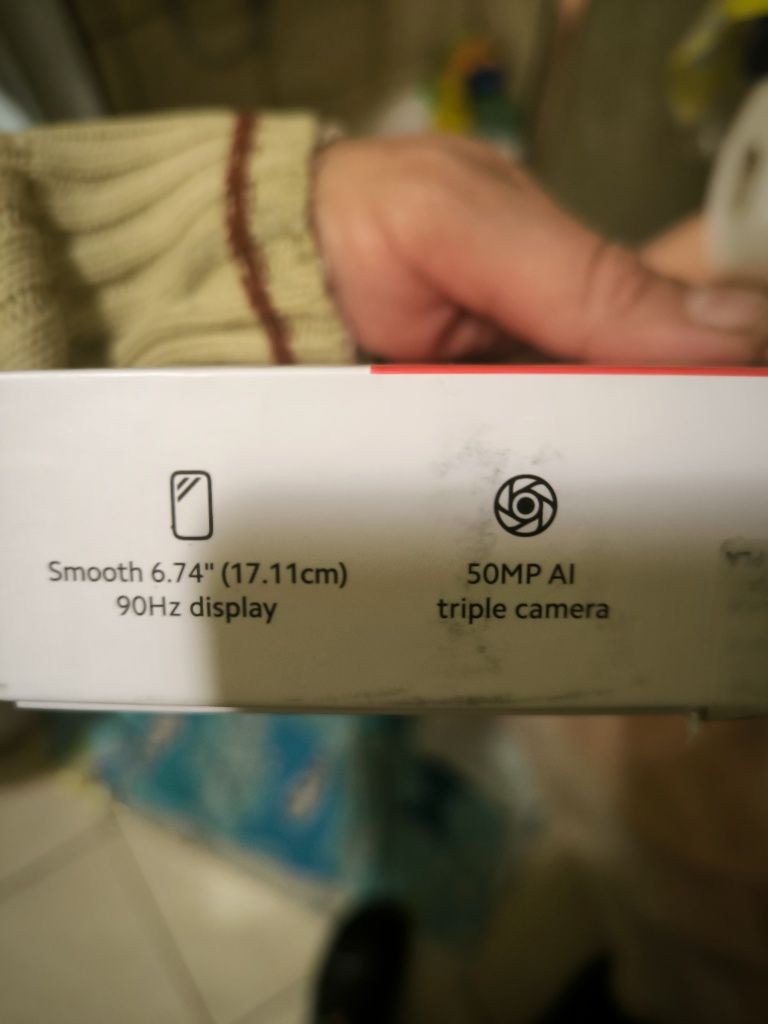 Smooth 6.74" (17.11cm)
90Hz display
50MP AI
triple camera